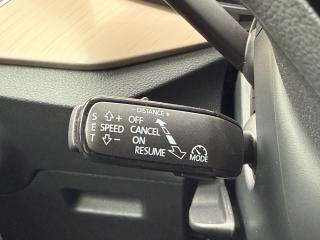 - DISTANCE +
S + OFF
E SPEED CANCEL
T - ON
RESUME
MODE